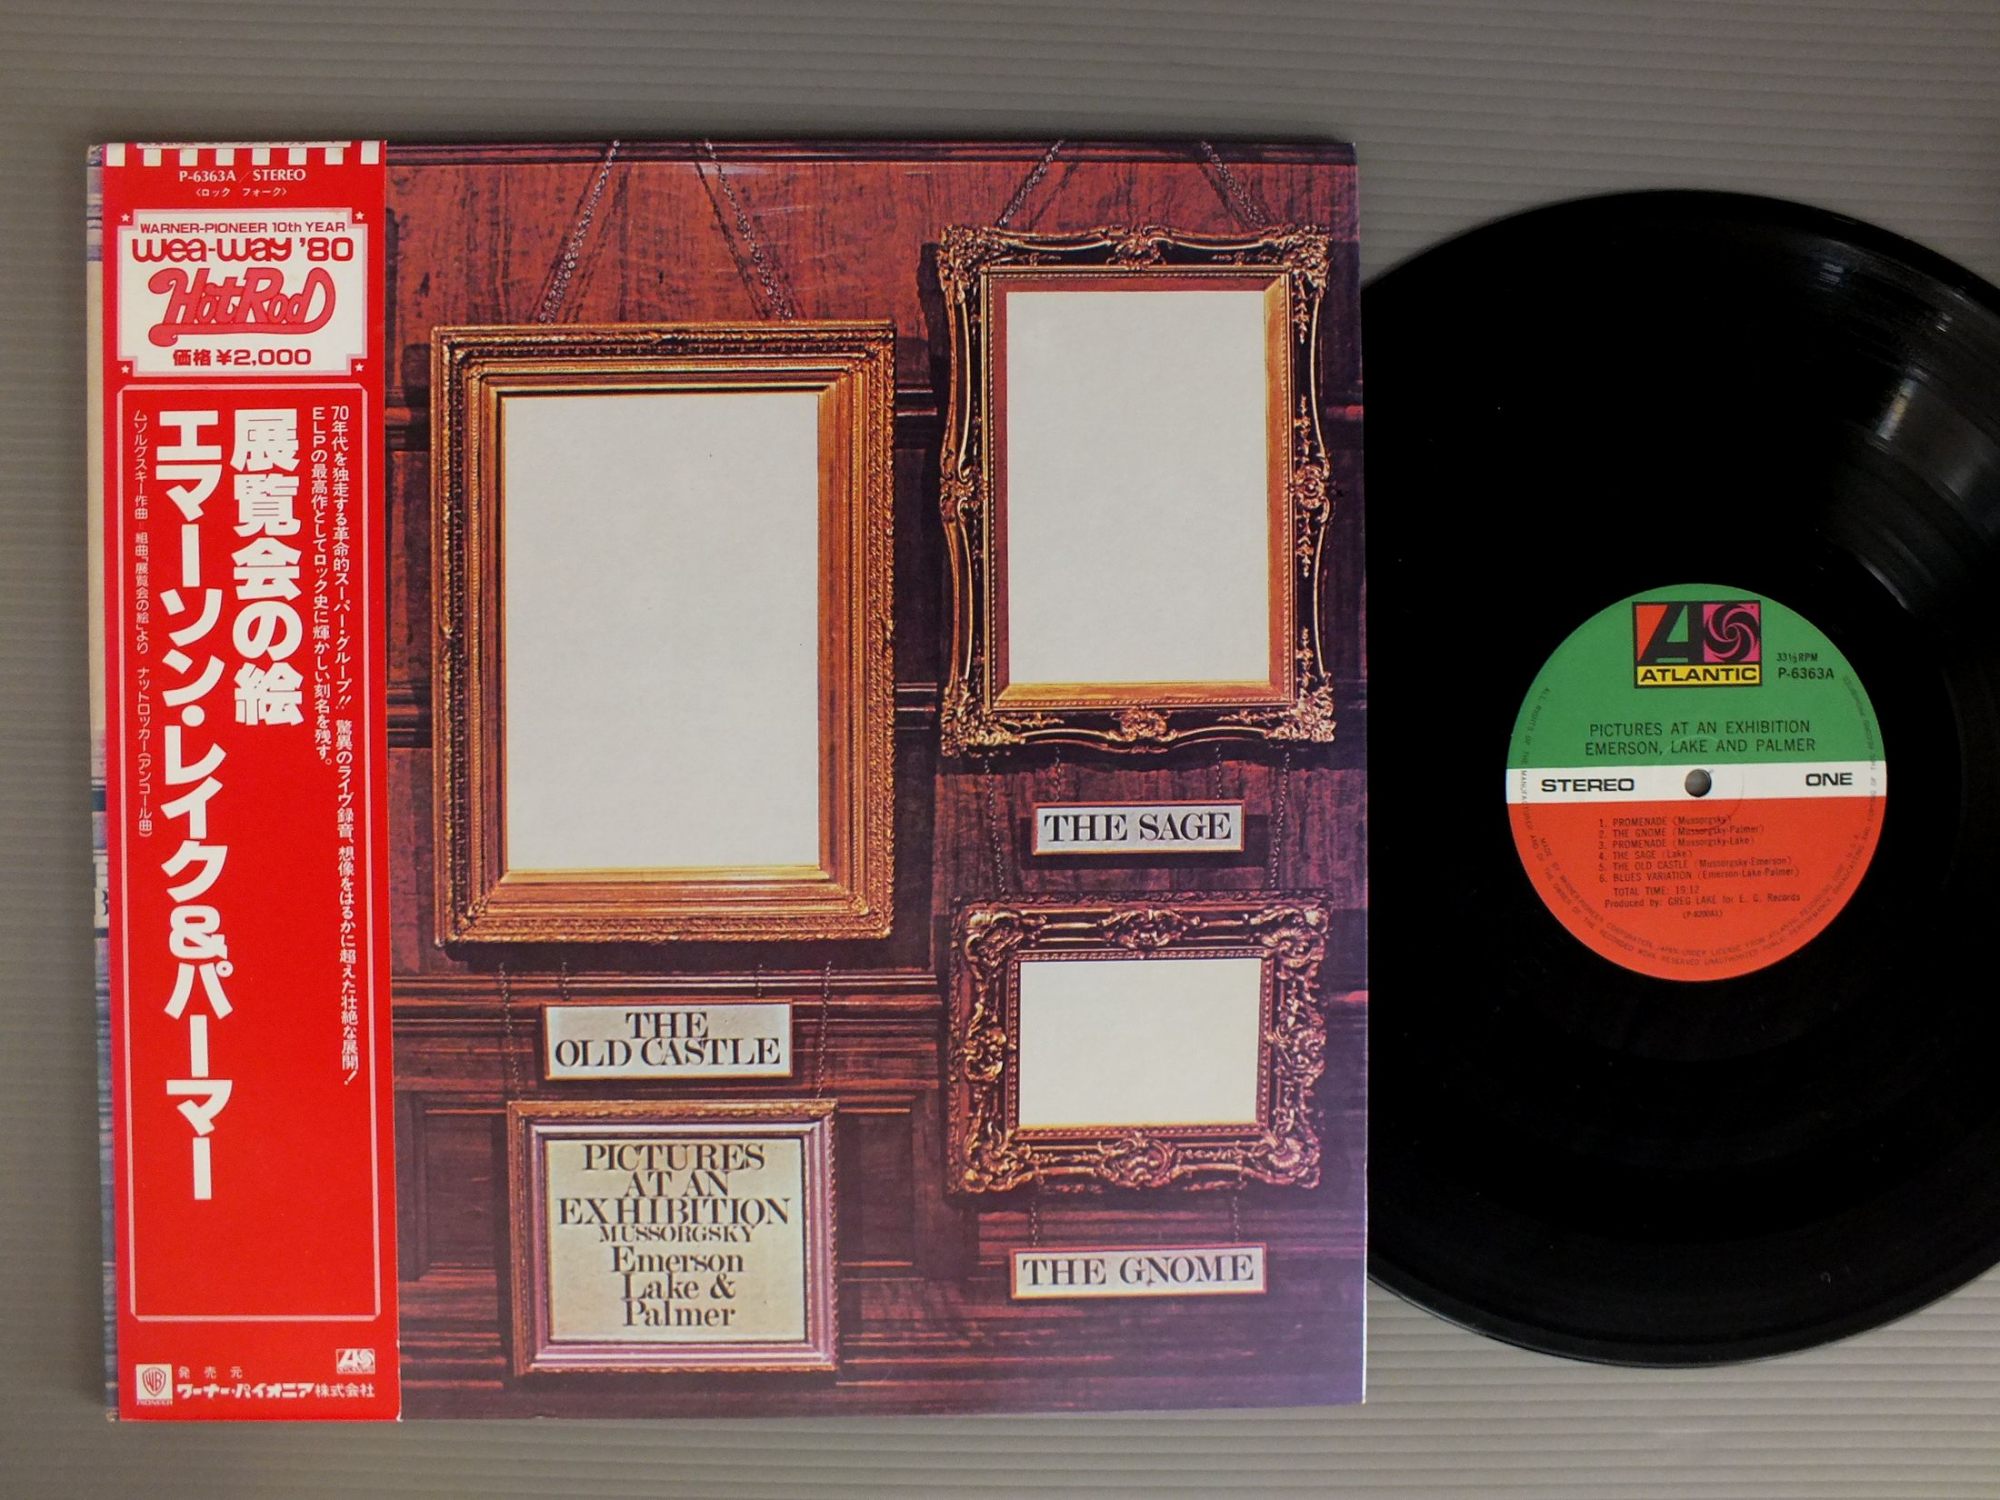 P-6363A／STEREO
〈ロック フォーク〉
WARNER-PIONEER 10th YEAR
wea-way '80
Hot Rod
価格 ¥2,000
70年代を独走する革命的スーパー・グループ!! 驚異のライヴ録音、想像をはるかに超えた壮絶な展開!
ELPの最高作としてロック史に輝かしい刻名を残す。
展覧会の絵
エマーソン・レイク&パーマー
ムソルグスキー作曲 組曲「展覧会の絵」より ナットロッカー(アンコール曲)
発売元
ワーナー・パイオニア株式会社
WB
PIONEER
ATLANTIC
THE SAGE
THE
OLD CASTLE
PICTURES
AT AN
EXHIBITION
MUSSORGSKY
Emerson
Lake &
Palmer
THE GNOME
ATLANTIC
33⅓RPM
P-6363A
PICTURES AT AN EXHIBITION
EMERSON, LAKE AND PALMER
STEREO
ONE
1. PROMENADE (Mussorgsky)
2. THE GNOME (Mussorgsky-Palmer)
3. PROMENADE (Mussorgsky-Lake)
4. THE SAGE (Lake)
5. THE OLD CASTLE (Mussorgsky-Emerson)
6. BLUES VARIATION (Emerson-Lake-Palmer)
TOTAL TIME: 19:12
Produced by: GREG LAKE for E. G. Records
(P-8200A1)